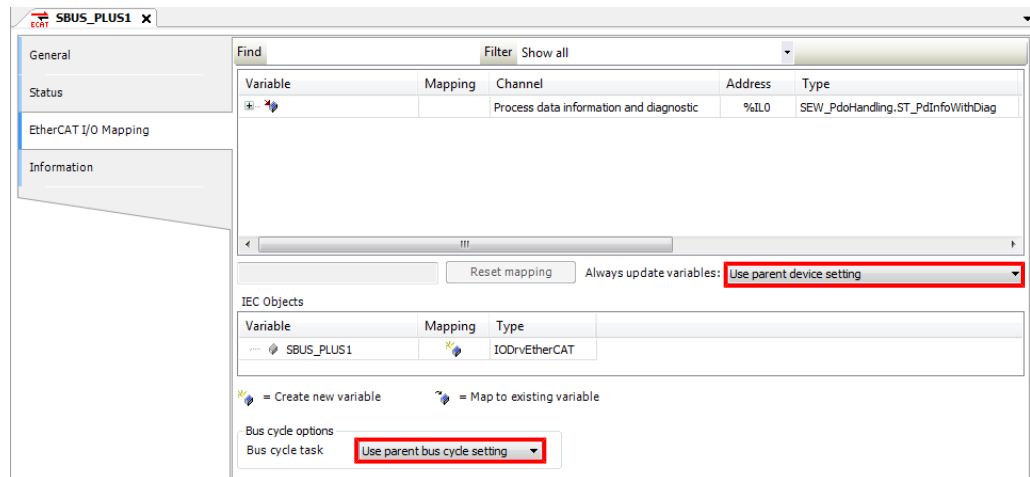 ECAT SBUS_PLUS1 X
General
Status
EtherCAT I/O Mapping
Information
Find Filter Show all
Variable Mapping Channel Address Type
Process data information and diagnostic %IL0 SEW_PdoHandling.ST_PdInfoWithDiag
Reset mapping Always update variables: Use parent device setting
IEC Objects
Variable Mapping Type
SBUS_PLUS1 IODrvEtherCAT
= Create new variable = Map to existing variable
Bus cycle options
Bus cycle task Use parent bus cycle setting